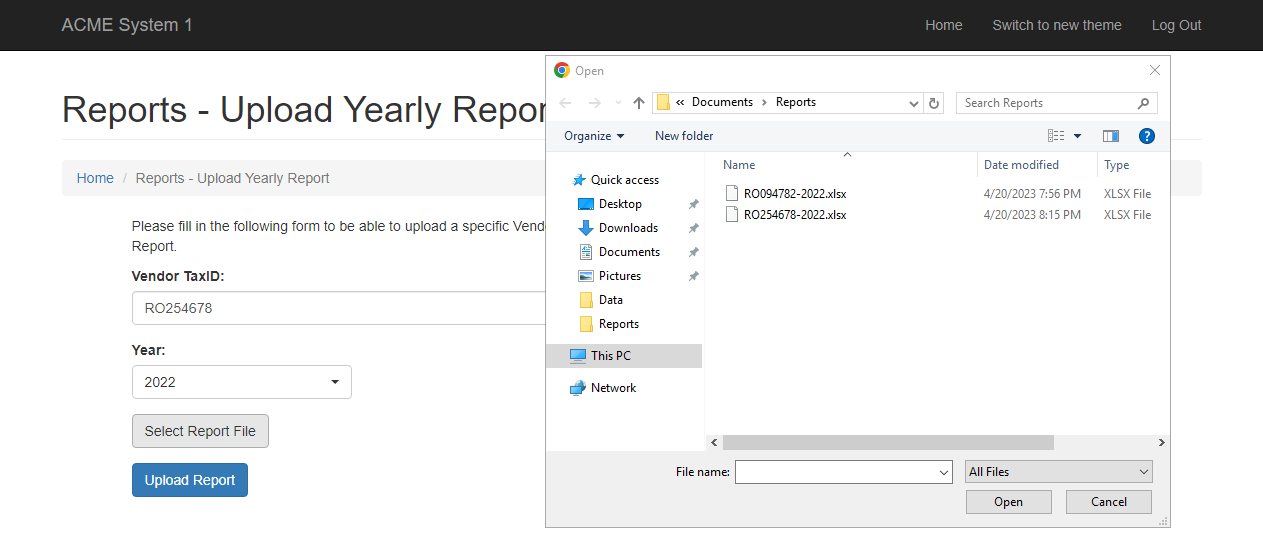 ACME System 1
Home Switch to new theme Log Out
Reports - Upload Yearly Repor
Home / Reports - Upload Yearly Report
Please fill in the following form to be able to upload a specific Vend
Report.
Vendor TaxID:
RO254678
Year:
2022
Select Report File
Upload Report
Open
« Documents > Reports
Search Reports
Organize New folder
?
Name Date modified Type
Quick access
Desktop
Downloads
Documents
Pictures
Data
Reports
This PC
Network
RO094782-2022.xlsx 4/20/2023 7:56 PM XLSX File
RO254678-2022.xlsx 4/20/2023 8:15 PM XLSX File
File name:
All Files
Open Cancel